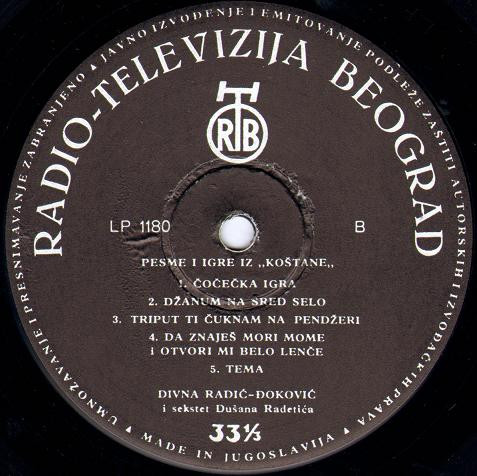 UMNOŽAVANJE I PRESNIMAVANJE ZABRANJENO ▲ JAVNO IZVOĐENJE I EMITOVANJE PODLEŽE ZAŠTITI AUTORSKIH I IZVOĐAČKIH PRAVA ▲
RADIO-TELEVIZIJA BEOGRAD
RTB
LP 1180
B
PESME I IGRE IZ ,,KOŠTANE,,
1. ČOČEČKA IGRA
2. DŽANUM NA SRED SELO
3. TRIPUT TI ČUKNAM NA PENDŽERI
4. DA ZNAJEŠ MORI MOME
i OTVORI MI BELO LENČE
5. TEMA
DIVNA RADIĆ-ĐOKOVIĆ
i sekstet Dušana Radetića
33⅓
MADE IN JUGOSLAVIJA ▲